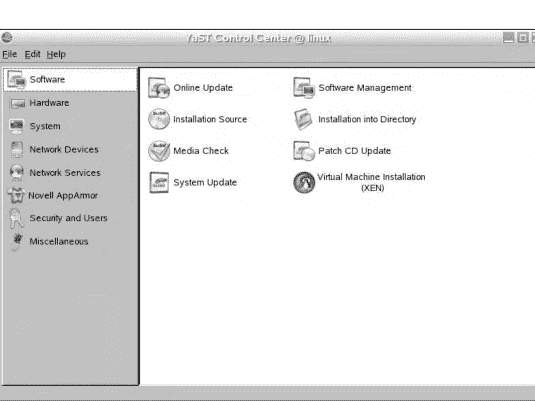 YaST Control Center @ linux
File Edit Help
Software
Hardware
System
Network Devices
Network Services
Novell AppArmor
Security and Users
Miscellaneous
Online Update
Software Management
Installation Source
Installation into Directory
Media Check
Patch CD Update
System Update
Virtual Machine Installation
(XEN)